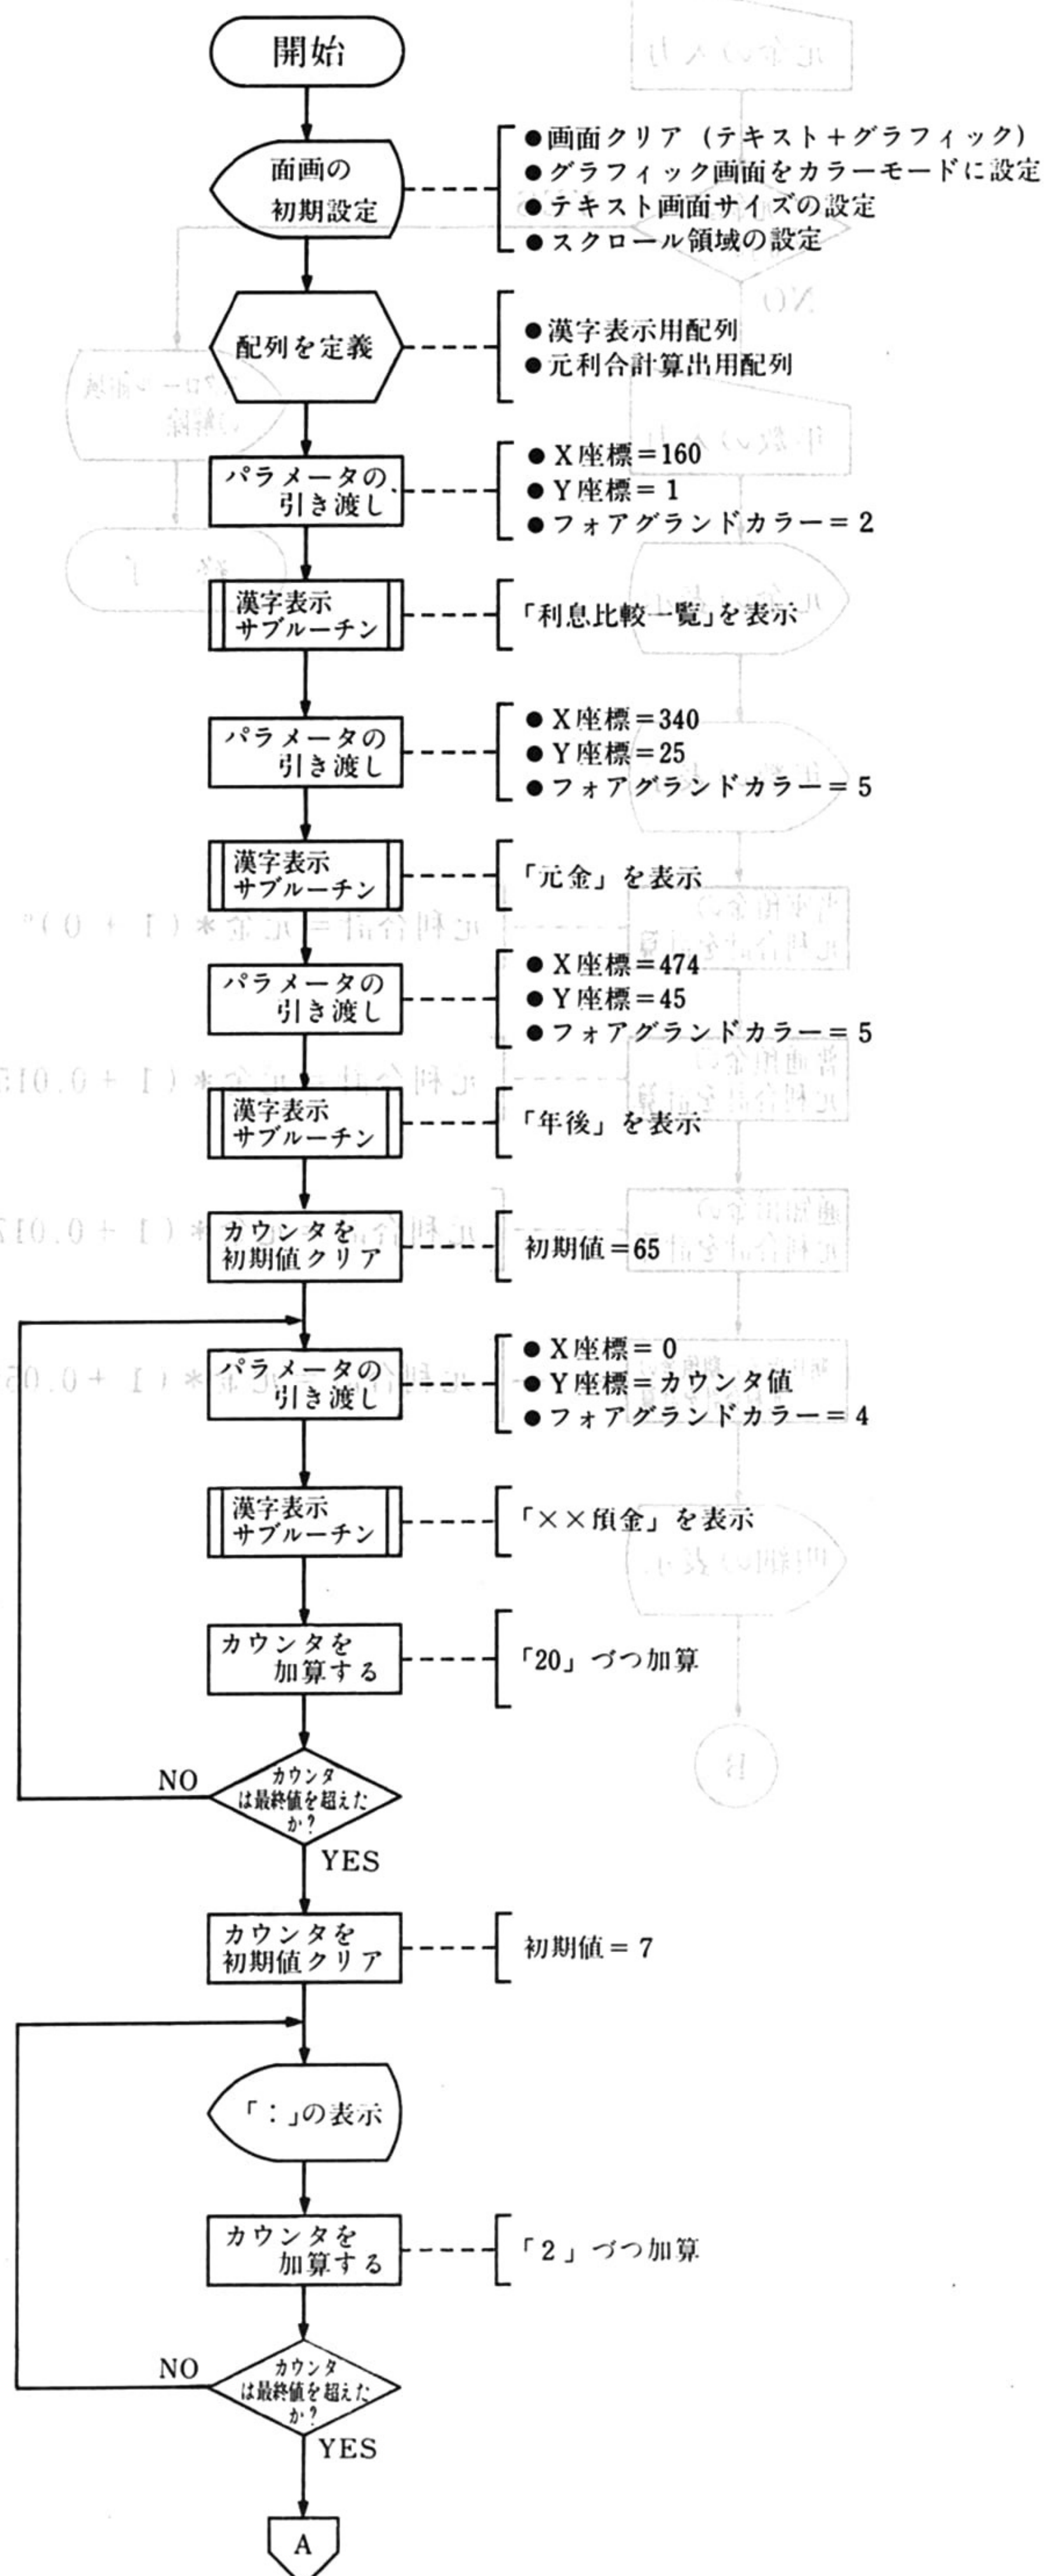 開始
面画の
初期設定
●画面クリア（テキスト＋グラフィック）
●グラフィック画面をカラーモードに設定
●テキスト画面サイズの設定
●スクロール領域の設定
配列を定義
●漢字表示用配列
●元利合計算出用配列
パラメータの
引き渡し
●X座標＝160
●Y座標＝1
●フォアグランドカラー＝2
漢字表示
サブルーチン
「利息比較一覧」を表示
パラメータの
引き渡し
●X座標＝340
●Y座標＝25
●フォアグランドカラー＝5
漢字表示
サブルーチン
「元金」を表示
パラメータの
引き渡し
●X座標＝474
●Y座標＝45
●フォアグランドカラー＝5
漢字表示
サブルーチン
「年後」を表示
カウンタを
初期値クリア
初期値＝65
パラメータの
引き渡し
●X座標＝0
●Y座標＝カウンタ値
●フォアグランドカラー＝4
漢字表示
サブルーチン
「××預金」を表示
カウンタを
加算する
「20」づつ加算
カウンタ
は最終値を超えた
か？
NO
YES
カウンタを
初期値クリア
初期値＝7
「：」の表示
カウンタを
加算する
「2」づつ加算
カウンタ
は最終値を超えた
か？
NO
YES
A